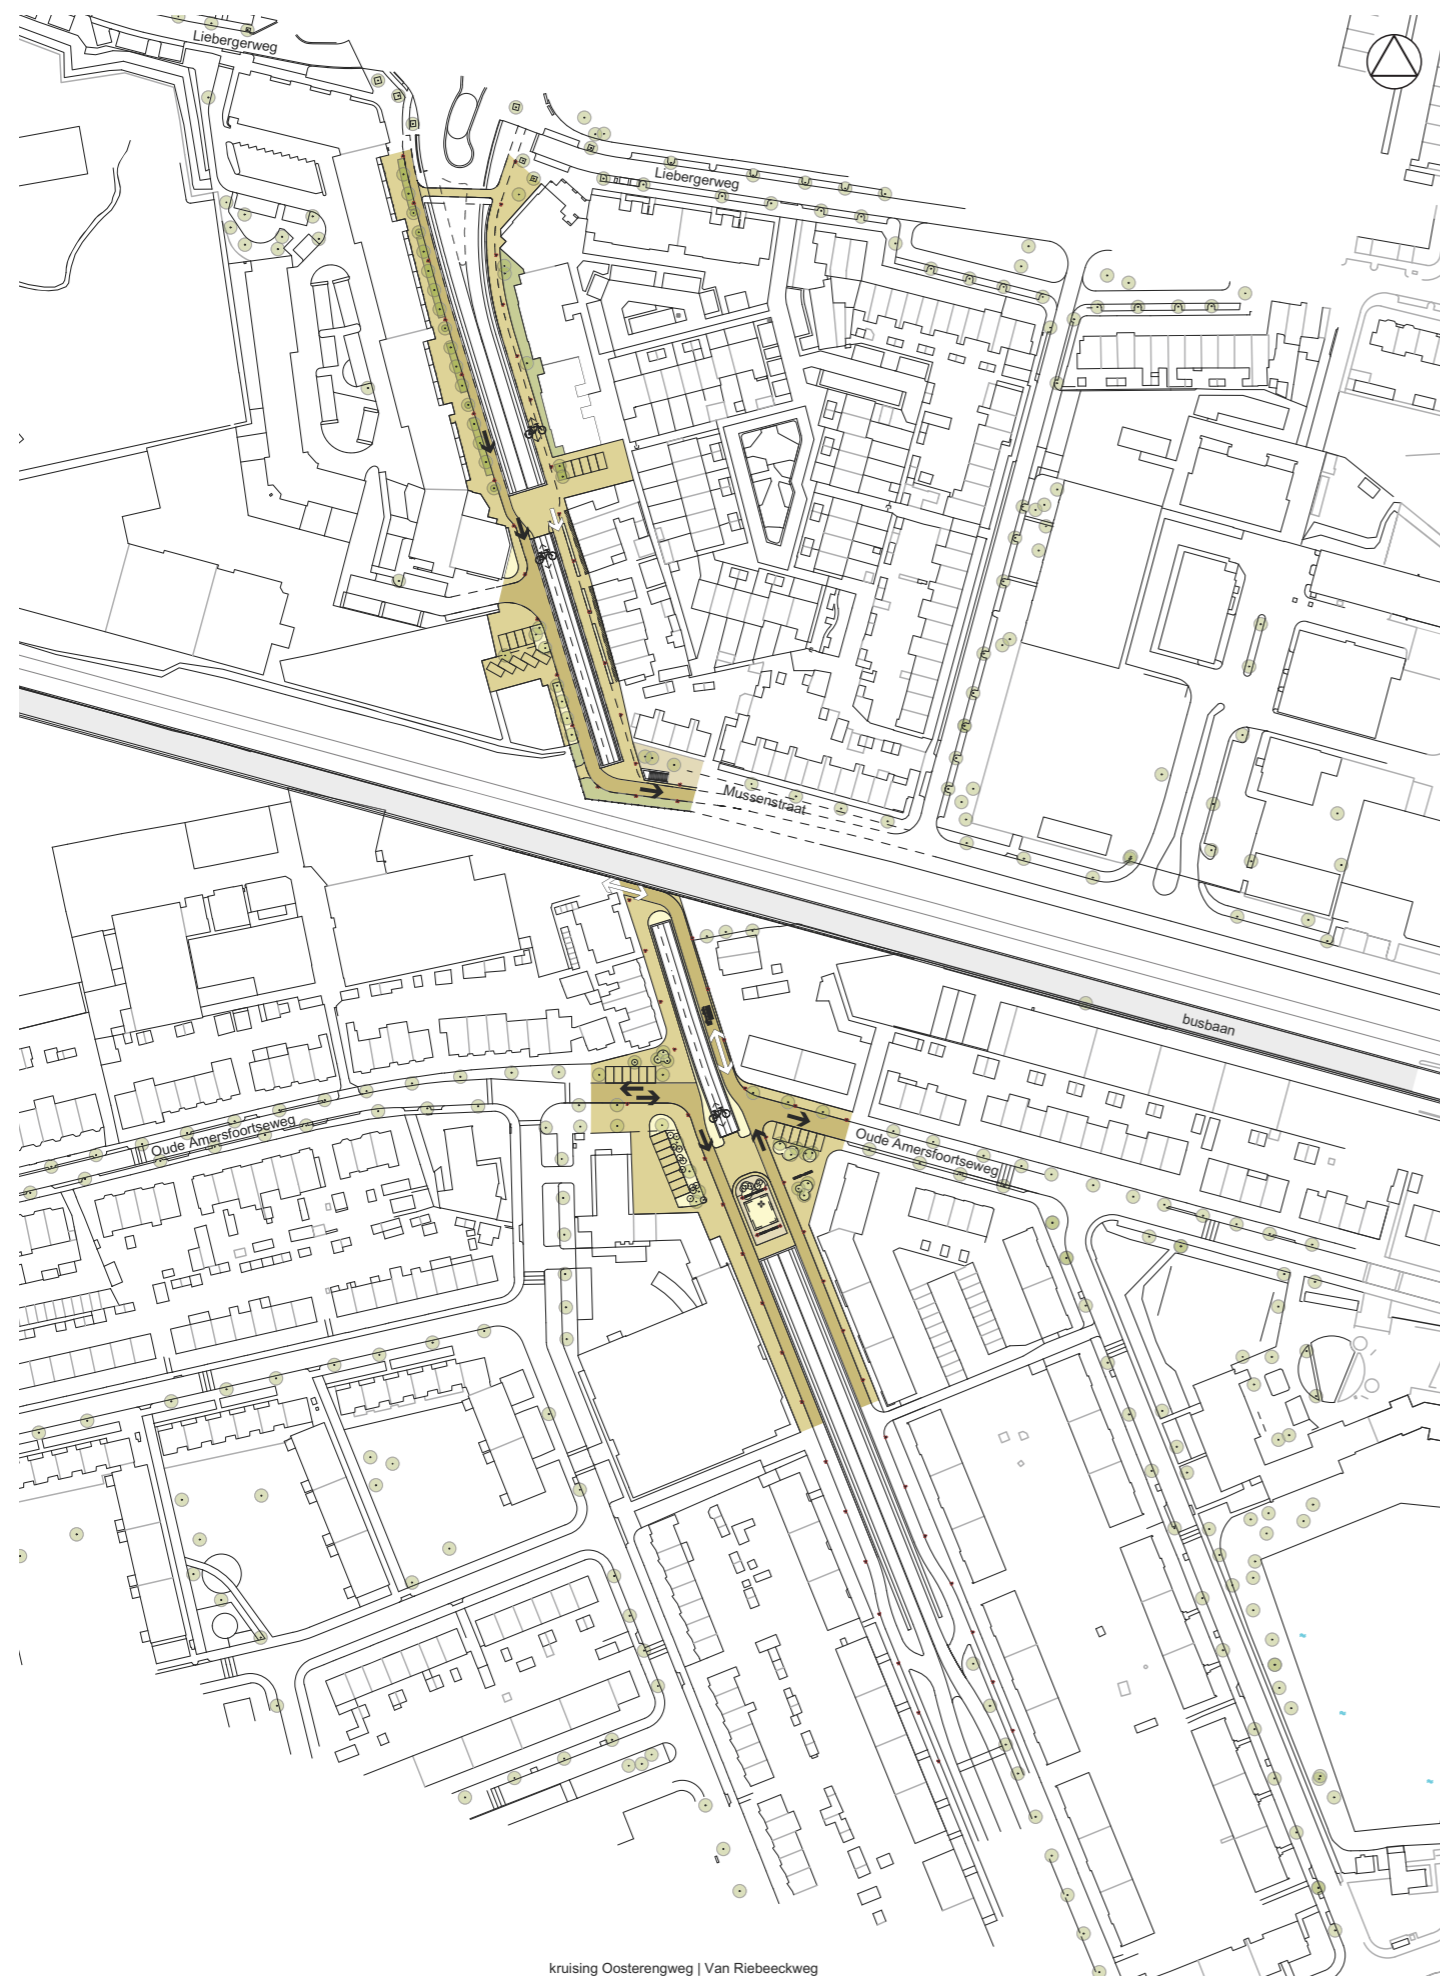 Liebergerweg
Liebergerweg
Mussenstraat
busbaan
Oude Amersfoortseweg
Oude Amersfoortseweg
kruising Oosterengweg | Van Riebeeckweg